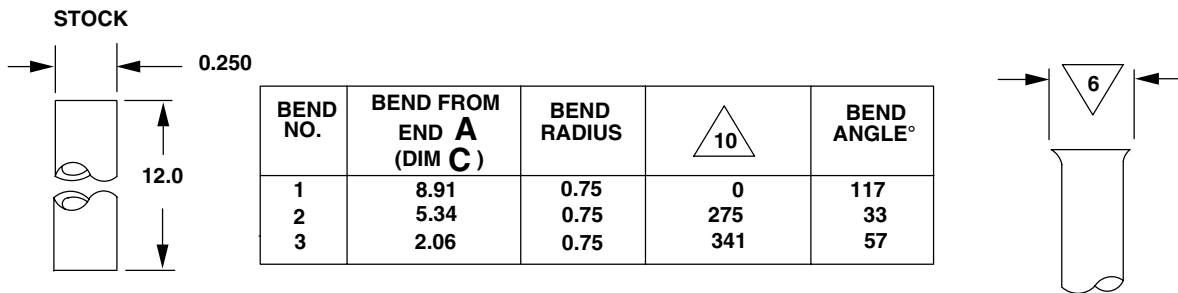 STOCK
0.250
12.0
BEND NO. BEND FROM END A (DIM C) BEND RADIUS 10 BEND ANGLE°
1 8.91 0.75 0 117
2 5.34 0.75 275 33
3 2.06 0.75 341 57
6